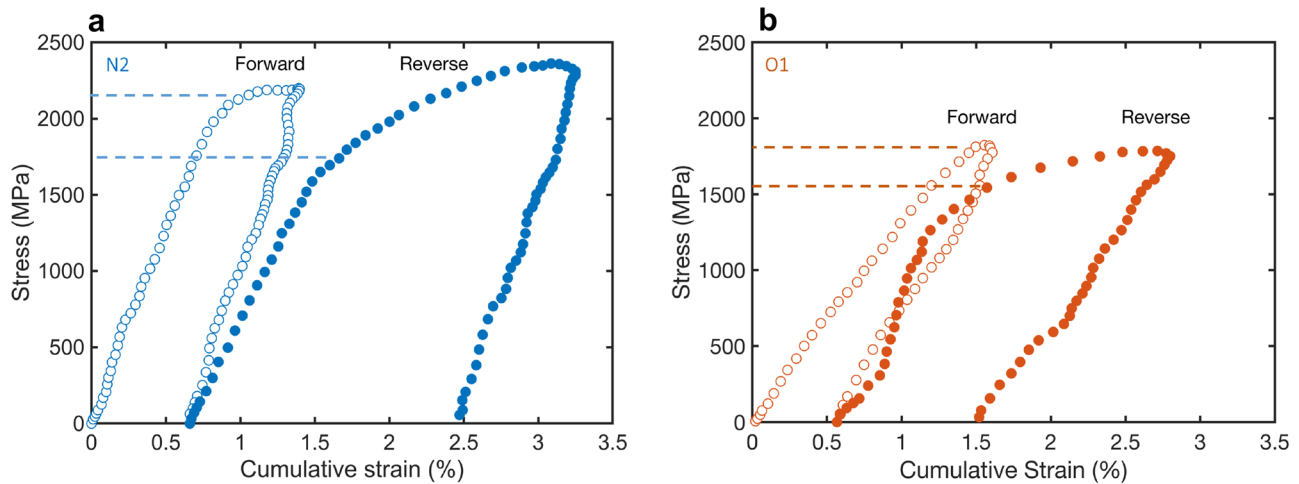 a
N2
Forward
Reverse
Stress (MPa)
2500
2000
1500
1000
500
0
0 0.5 1 1.5 2 2.5 3 3.5
Cumulative strain (%)
b
O1
Forward
Reverse
Stress (MPa)
2500
2000
1500
1000
500
0
0 0.5 1 1.5 2 2.5 3 3.5
Cumulative Strain (%)